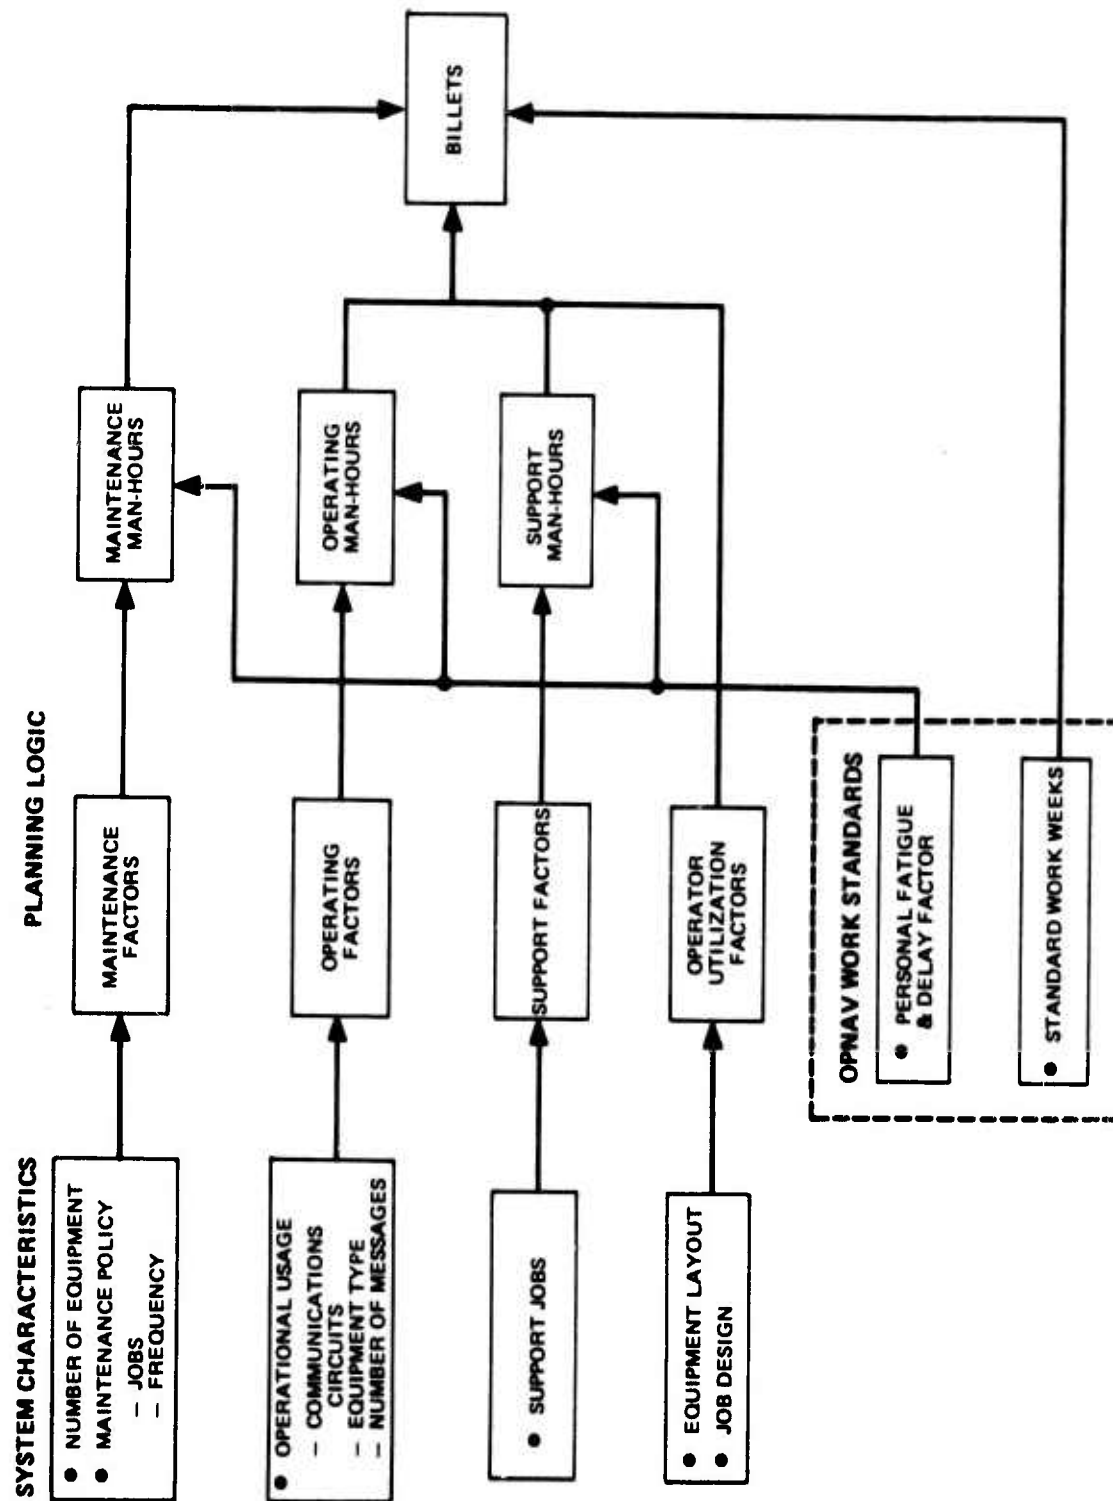 PLANNING LOGIC
SYSTEM CHARACTERISTICS
● NUMBER OF EQUIPMENT
● MAINTENANCE POLICY
– JOBS
– FREQUENCY
MAINTENANCE
FACTORS
MAINTENANCE
MAN-HOURS
● OPERATIONAL USAGE
– COMMUNICATIONS
CIRCUITS
– EQUIPMENT TYPE
– NUMBER OF MESSAGES
OPERATING
FACTORS
OPERATING
MAN-HOURS
BILLETS
● SUPPORT JOBS
SUPPORT FACTORS
SUPPORT
MAN-HOURS
● EQUIPMENT LAYOUT
● JOB DESIGN
OPERATOR
UTILIZATION
FACTORS
OPNAV WORK STANDARDS
● PERSONAL FATIGUE
& DELAY FACTOR
● STANDARD WORK WEEKS